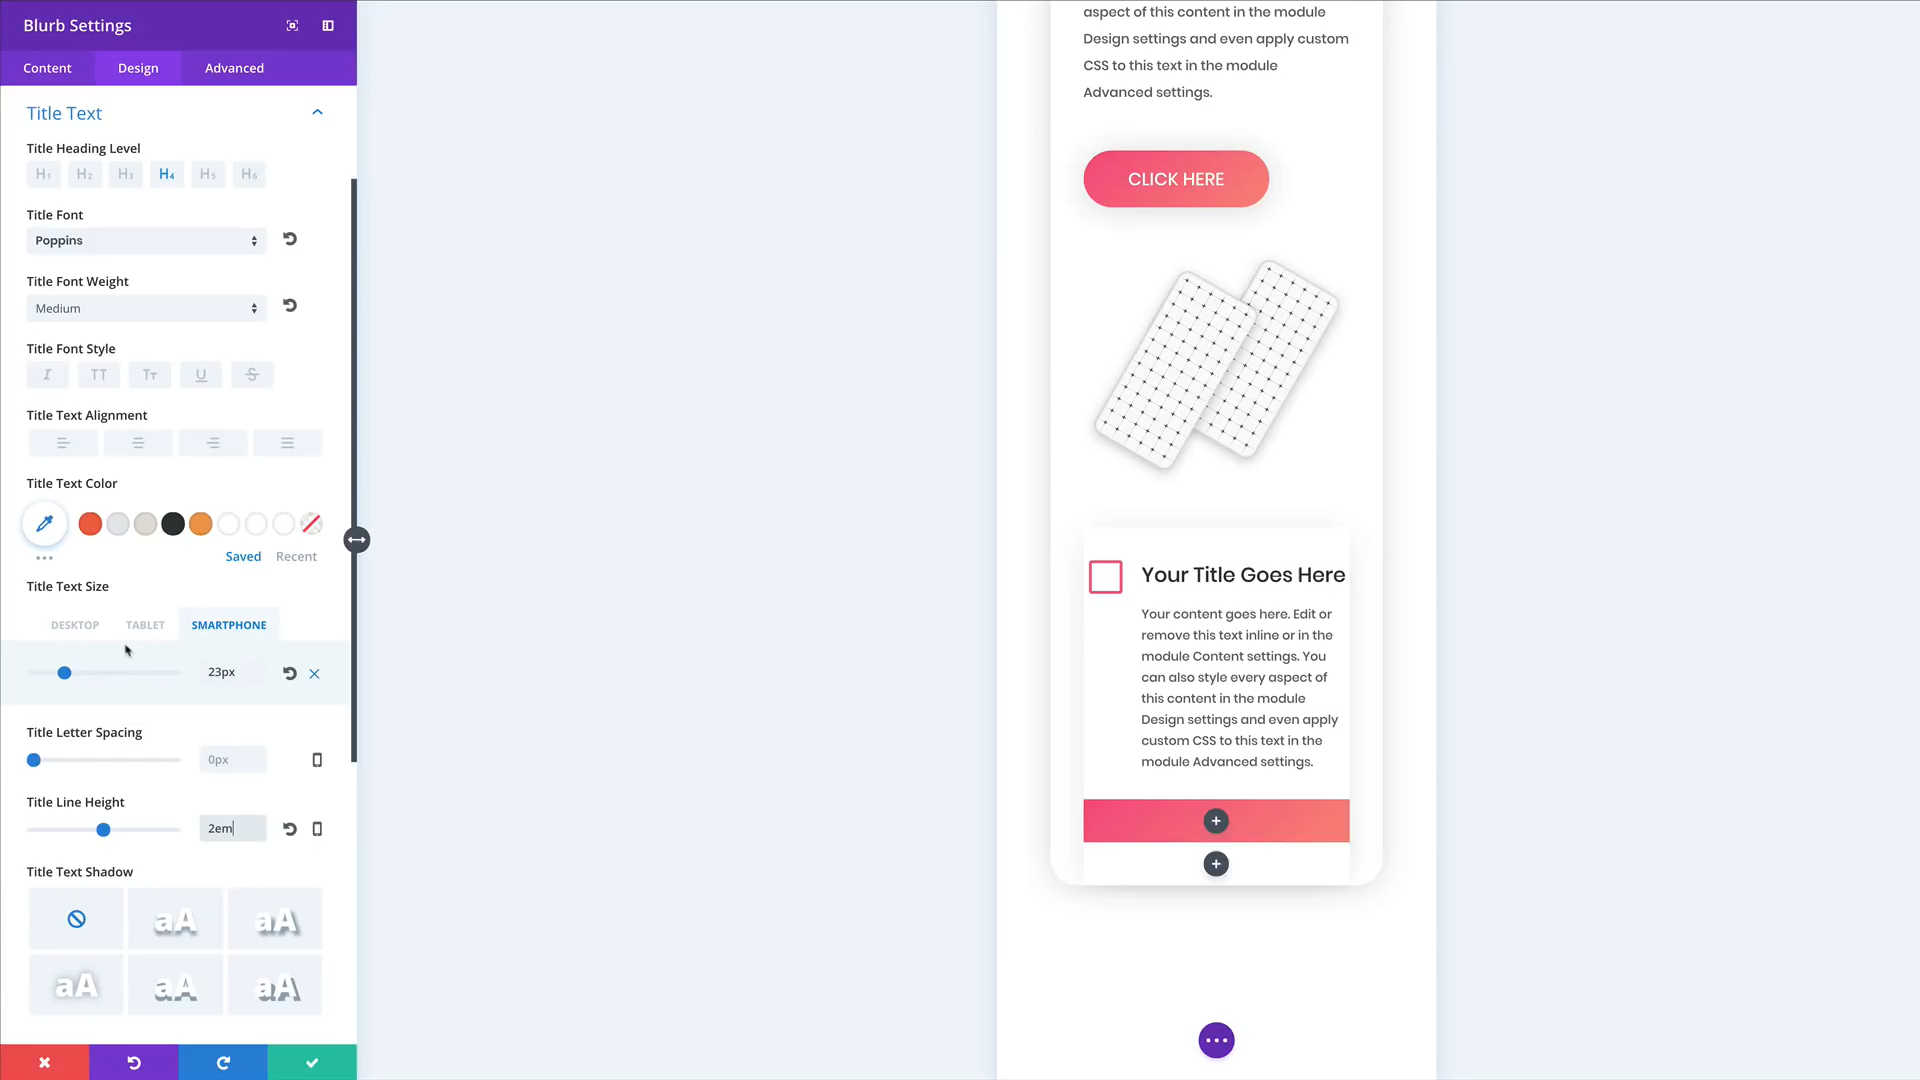 Blurb Settings
Content
Design
Advanced
Title Text
Title Heading Level
H1
H2
H3
H4
H5
H6
Title Font
Poppins
Title Font Weight
Medium
Title Font Style
I
TT
TT
U
S
Title Text Alignment
Title Text Color
Saved
Recent
Title Text Size
DESKTOP
TABLET
SMARTPHONE
23px
Title Letter Spacing
0px
Title Line Height
2em
Title Text Shadow
aA
aA
aA
aA
aA
aspect of this content in the module
Design settings and even apply custom
CSS to this text in the module
Advanced settings.
CLICK HERE
Your Title Goes Here
Your content goes here. Edit or
remove this text inline or in the
module Content settings. You
can also style every aspect of
this content in the module
Design settings and even apply
custom CSS to this text in the
module Advanced settings.